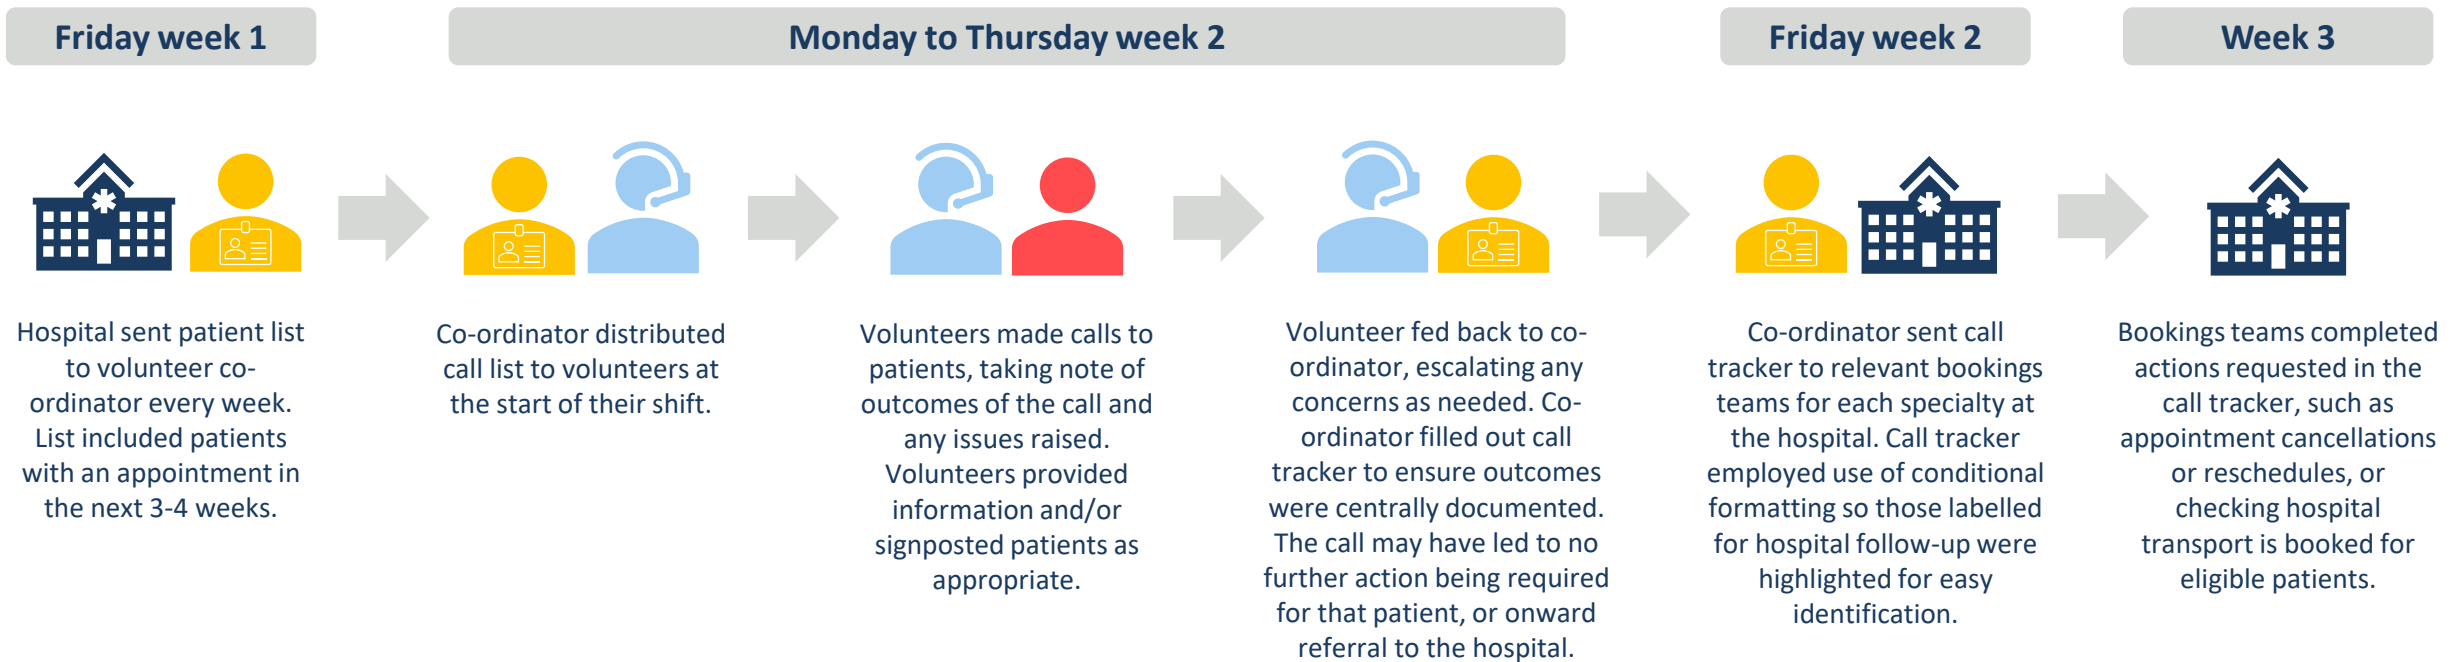 Friday week 1
Monday to Thursday week 2
Friday week 2
Week 3
Hospital sent patient list
to volunteer co-
ordinator every week.
List included patients
with an appointment in
the next 3-4 weeks.
Co-ordinator distributed
call list to volunteers at
the start of their shift.
Volunteers made calls to
patients, taking note of
outcomes of the call and
any issues raised.
Volunteers provided
information and/or
signposted patients as
appropriate.
Volunteer fed back to co-
ordinator, escalating any
concerns as needed. Co-
ordinator filled out call
tracker to ensure outcomes
were centrally documented.
The call may have led to no
further action being required
for that patient, or onward
referral to the hospital.
Co-ordinator sent call
tracker to relevant bookings
teams for each specialty at
the hospital. Call tracker
employed use of conditional
formatting so those labelled
for hospital follow-up were
highlighted for easy
identification.
Bookings teams completed
actions requested in the
call tracker, such as
appointment cancellations
or reschedules, or
checking hospital
transport is booked for
eligible patients.